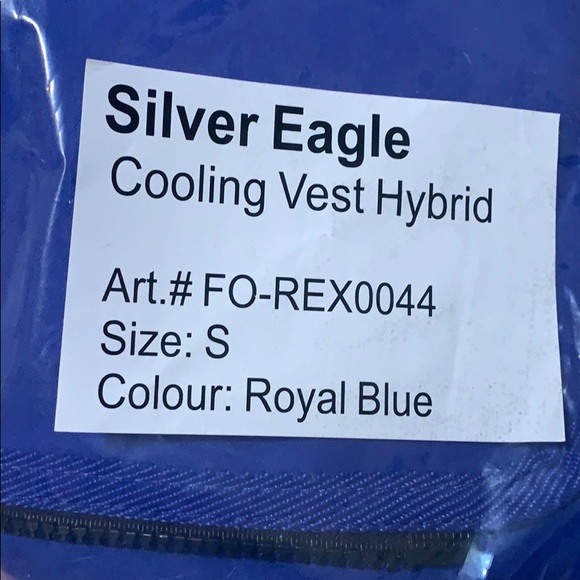 Silver Eagle
Cooling Vest Hybrid
Art.# FO-REX0044
Size: S
Colour: Royal Blue